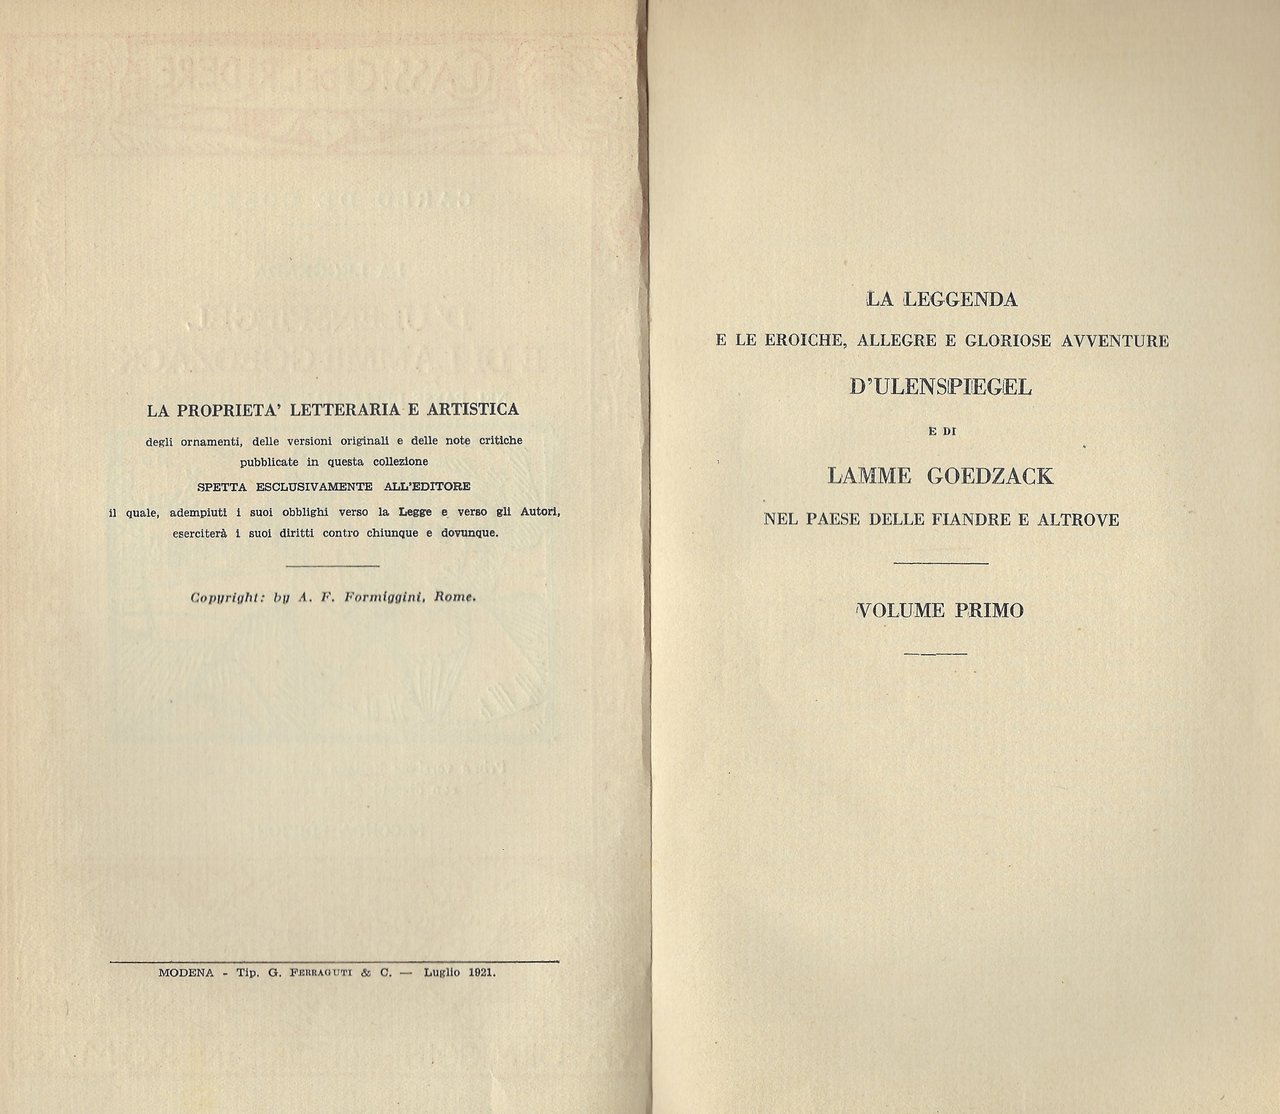 LA PROPRIETA' LETTERARIA E ARTISTICA
degli ornamenti, delle versioni originali e delle note critiche
pubblicate in questa collezione
SPETTA ESCLUSIVAMENTE ALL'EDITORE
il quale, adempiuti i suoi obblighi verso la Legge e verso gli Autori,
eserciterà i suoi diritti contro chiunque e dovunque.
Copyright: by A. F. Formiggini, Rome.
MODENA - Tip. G. FERRAGUTI & C. — Luglio 1921.
LA LEGGENDA
E LE EROICHE, ALLEGRE E GLORIOSE AVVENTURE
D'ULENSPIEGEL
E DI
LAMME GOEDZACK
NEL PAESE DELLE FIANDRE E ALTROVE
VOLUME PRIMO